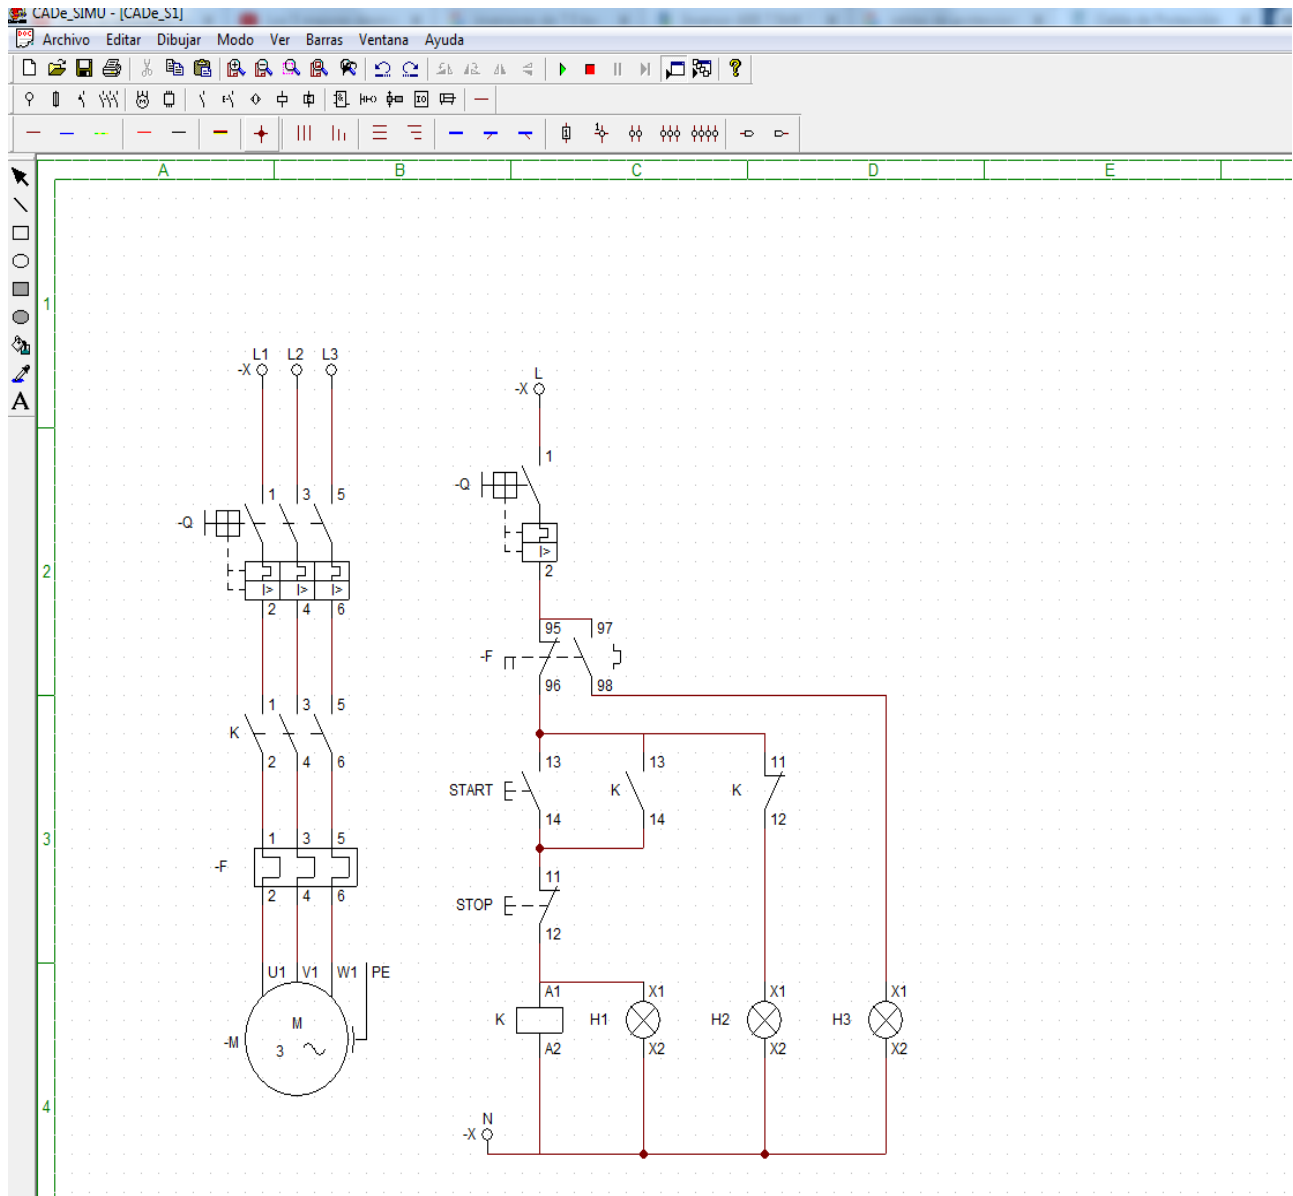 CADe_SIMU - [CADe_S1]
Archivo Editar Dibujar Modo Ver Barras Ventana Ayuda
A B C D E
1
L1 L2 L3
-X
L
-X
1
-Q
1 3 5
-Q
I> I> I>
2 4 6
I>
2
2
95 97
-F
96 98
1 3 5
K
2 4 6
13 13 11
START K K
14 14 12
3
1 3 5
-F
2 4 6
11
STOP
12
U1 V1 W1 PE
M
3
-M
A1 X1 X1 X1
K H1 H2 H3
A2 X2 X2 X2
4
N
-X